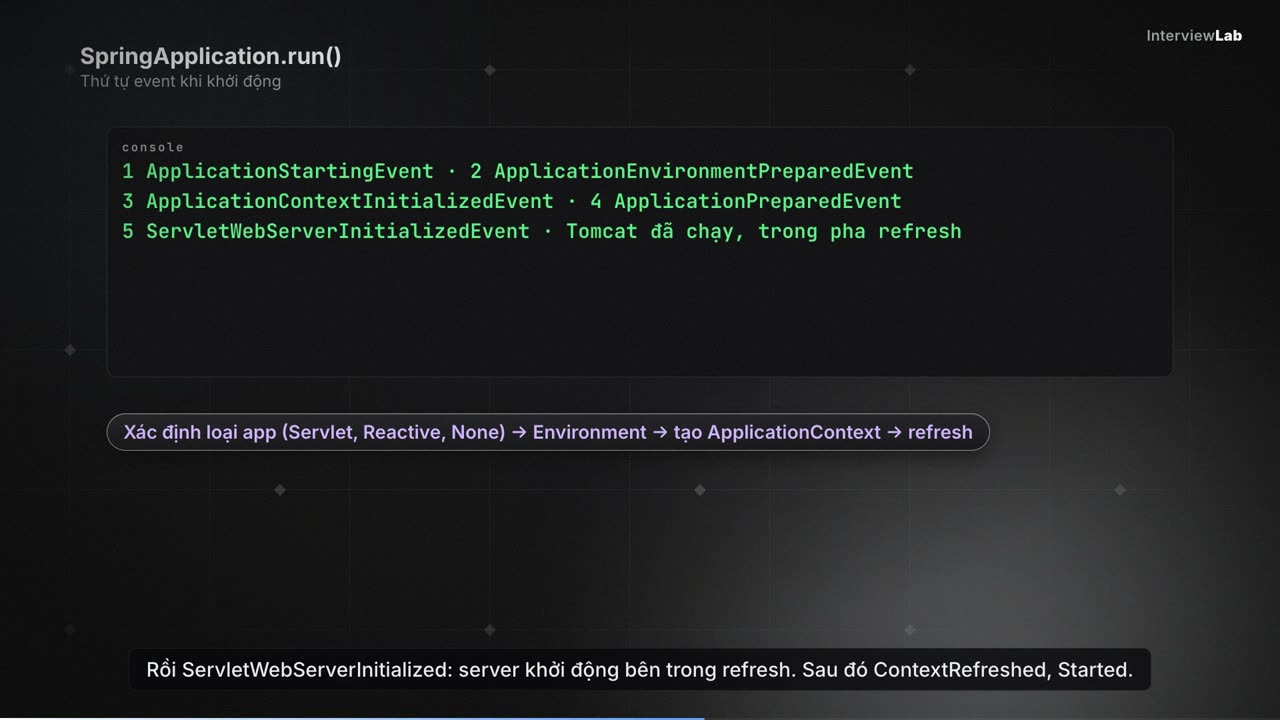 SpringApplication.run()
InterviewLab
Thứ tự event khi khởi động
console
1 ApplicationStartingEvent · 2 ApplicationEnvironmentPreparedEvent
3 ApplicationContextInitializedEvent · 4 ApplicationPreparedEvent
5 ServletWebServerInitializedEvent · Tomcat đã chạy, trong pha refresh
Xác định loại app (Servlet, Reactive, None) → Environment → tạo ApplicationContext → refresh
Rồi ServletWebServerInitialized: server khởi động bên trong refresh. Sau đó ContextRefreshed, Started.